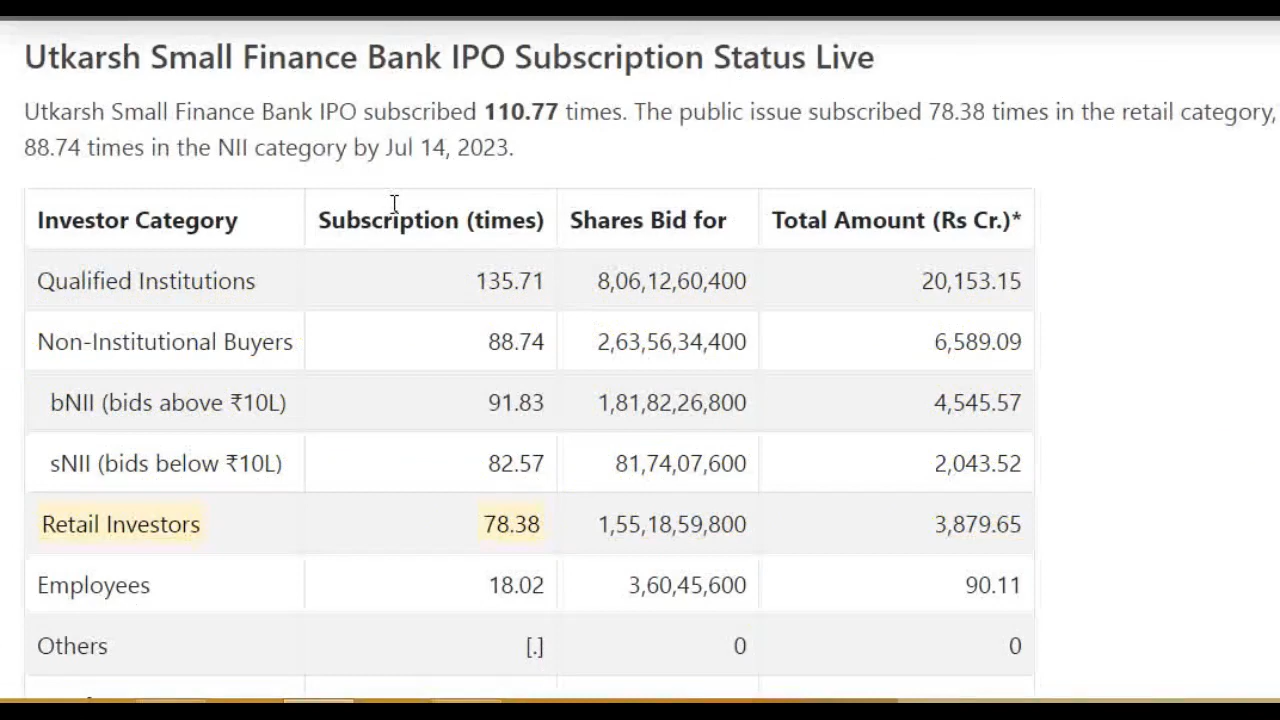 Utkarsh Small Finance Bank IPO Subscription Status Live
Utkarsh Small Finance Bank IPO subscribed 110.77 times. The public issue subscribed 78.38 times in the retail category,
88.74 times in the NII category by Jul 14, 2023.
Investor Category Subscription (times) Shares Bid for Total Amount (Rs Cr.)*
Qualified Institutions 135.71 8,06,12,60,400 20,153.15
Non-Institutional Buyers 88.74 2,63,56,34,400 6,589.09
bNII (bids above ₹10L) 91.83 1,81,82,26,800 4,545.57
sNII (bids below ₹10L) 82.57 81,74,07,600 2,043.52
Retail Investors 78.38 1,55,18,59,800 3,879.65
Employees 18.02 3,60,45,600 90.11
Others [.] 0 0